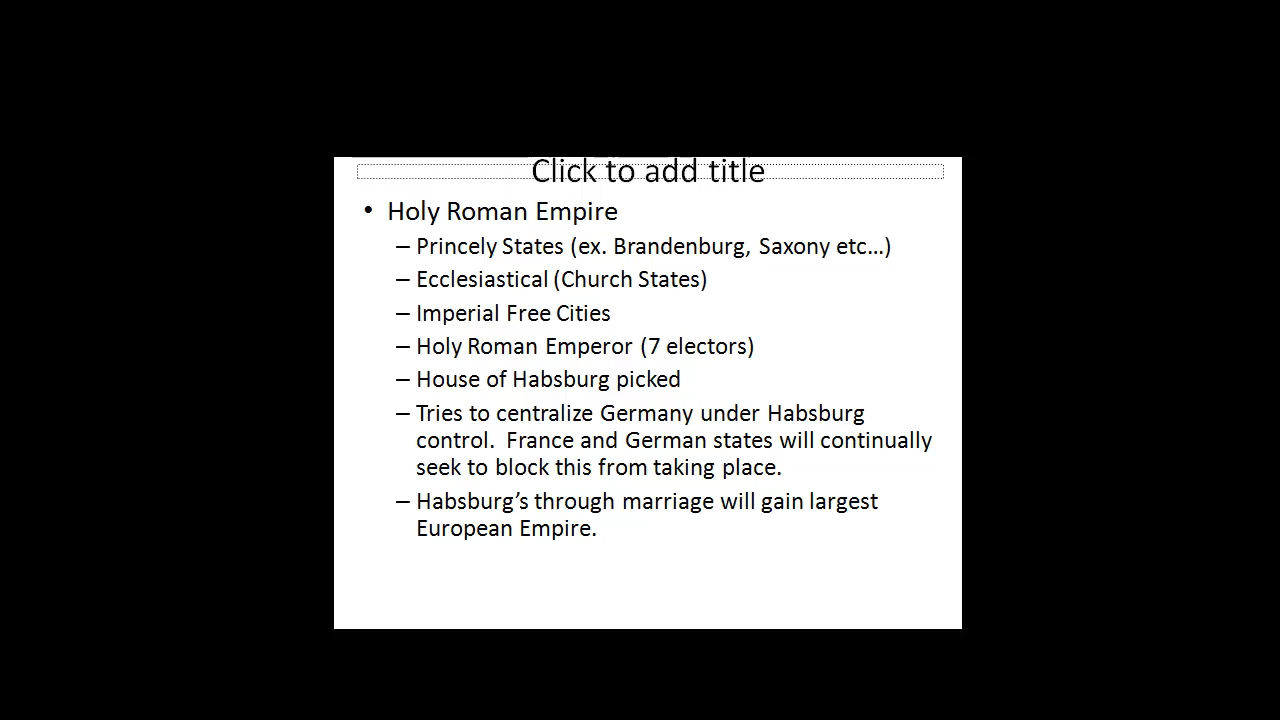 Click to add title
• Holy Roman Empire
– Princely States (ex. Brandenburg, Saxony etc…)
– Ecclesiastical (Church States)
– Imperial Free Cities
– Holy Roman Emperor (7 electors)
– House of Habsburg picked
– Tries to centralize Germany under Habsburg
control.  France and German states will continually
seek to block this from taking place.
– Habsburg’s through marriage will gain largest
European Empire.